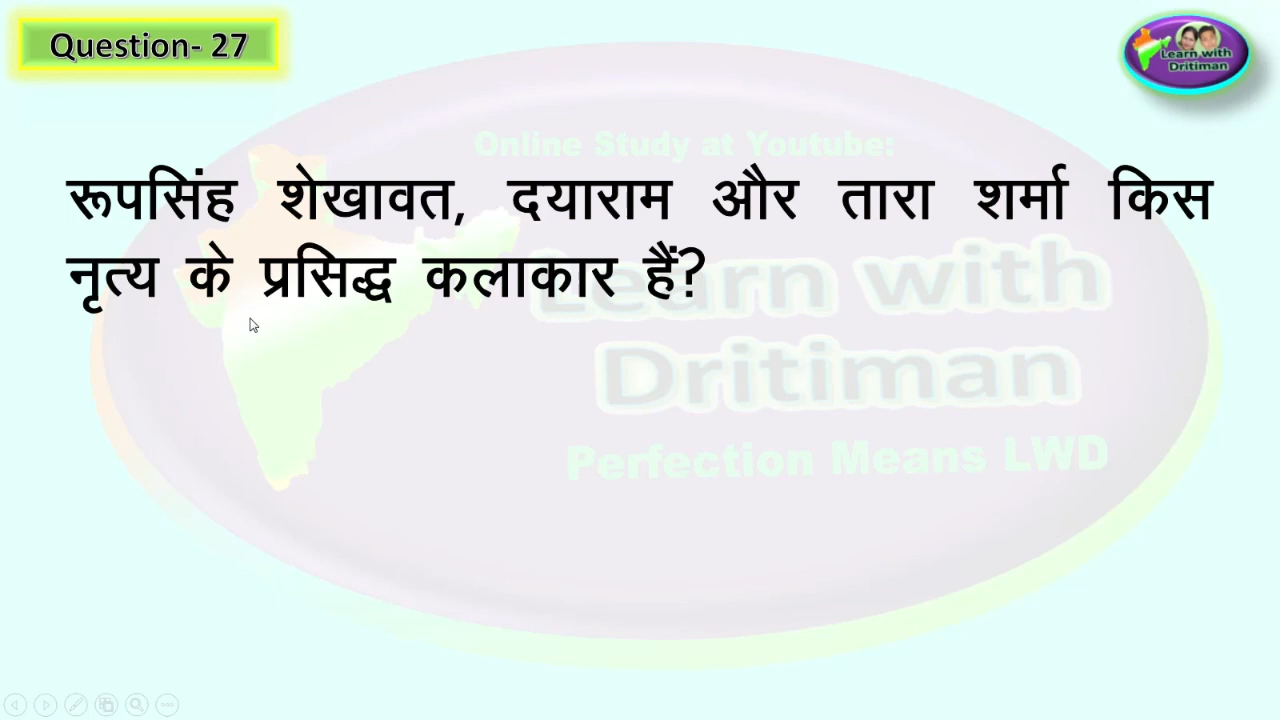 Question- 27
Learn with
Dritiman
Online Study at Youtube:
रूपसिंह शेखावत, दयाराम और तारा शर्मा किस
नृत्य के प्रसिद्ध कलाकार हैं?
Learn with
Dritiman
Perfection Means LWD